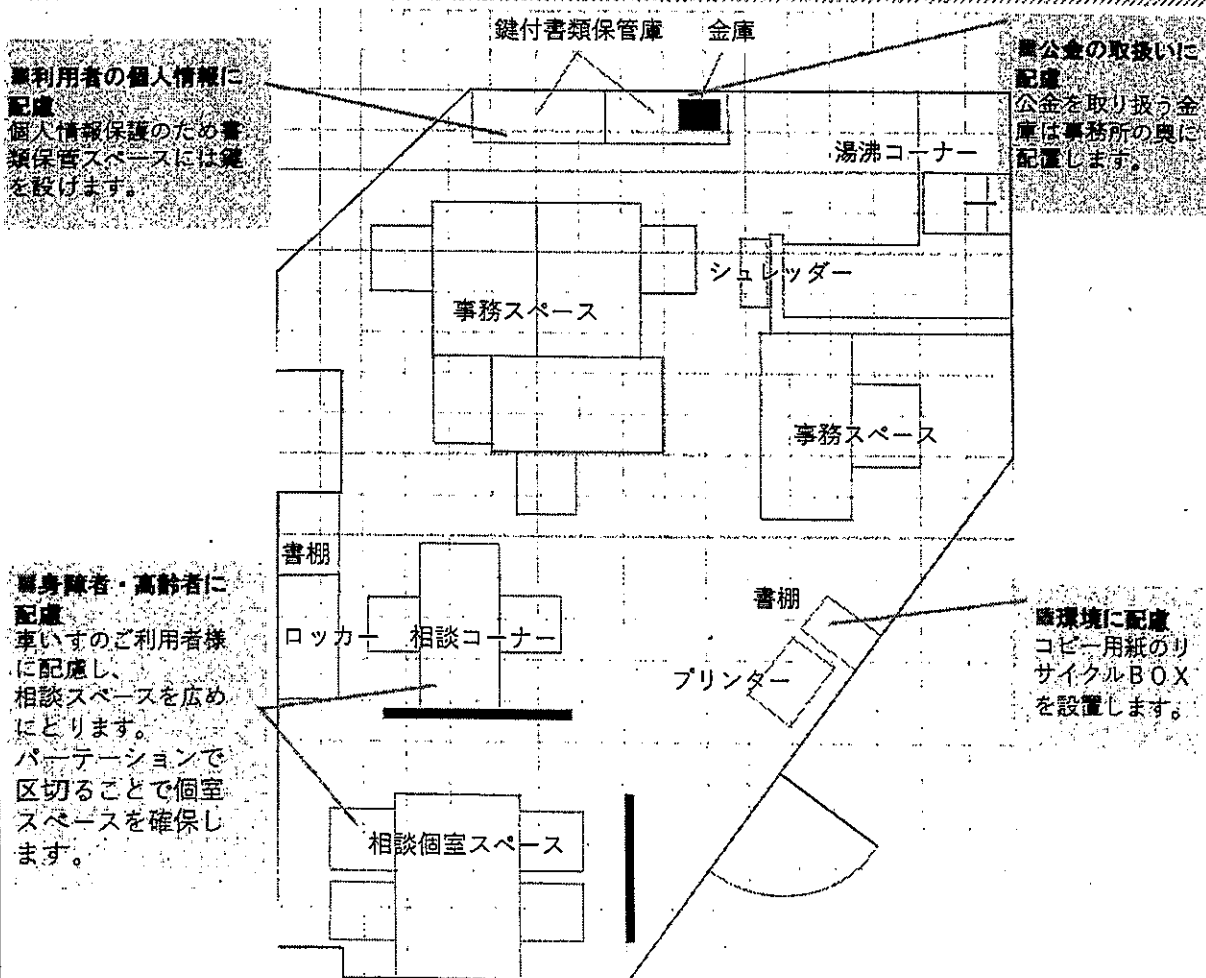 鍵付書類保管庫
金庫
■利用者の個人情報に
配慮
個人情報保護のため書
類保管スペースには鍵
を設けます。
■公金の取扱いに
配慮
公金を取り扱う金
庫は事務所の奥に
配置します。
湯沸コーナー
シュレッダー
事務スペース
事務スペース
書棚
■身障者・高齢者に
配慮
車いすのご利用者様
に配慮し、
相談スペースを広め
にとります。
パーテーションで
区切ることで個室
スペースを確保し
ます。
ロッカー
相談コーナー
書棚
プリンター
■環境に配慮
コピー用紙のリ
サイクルBOX
を設置します。
相談個室スペース